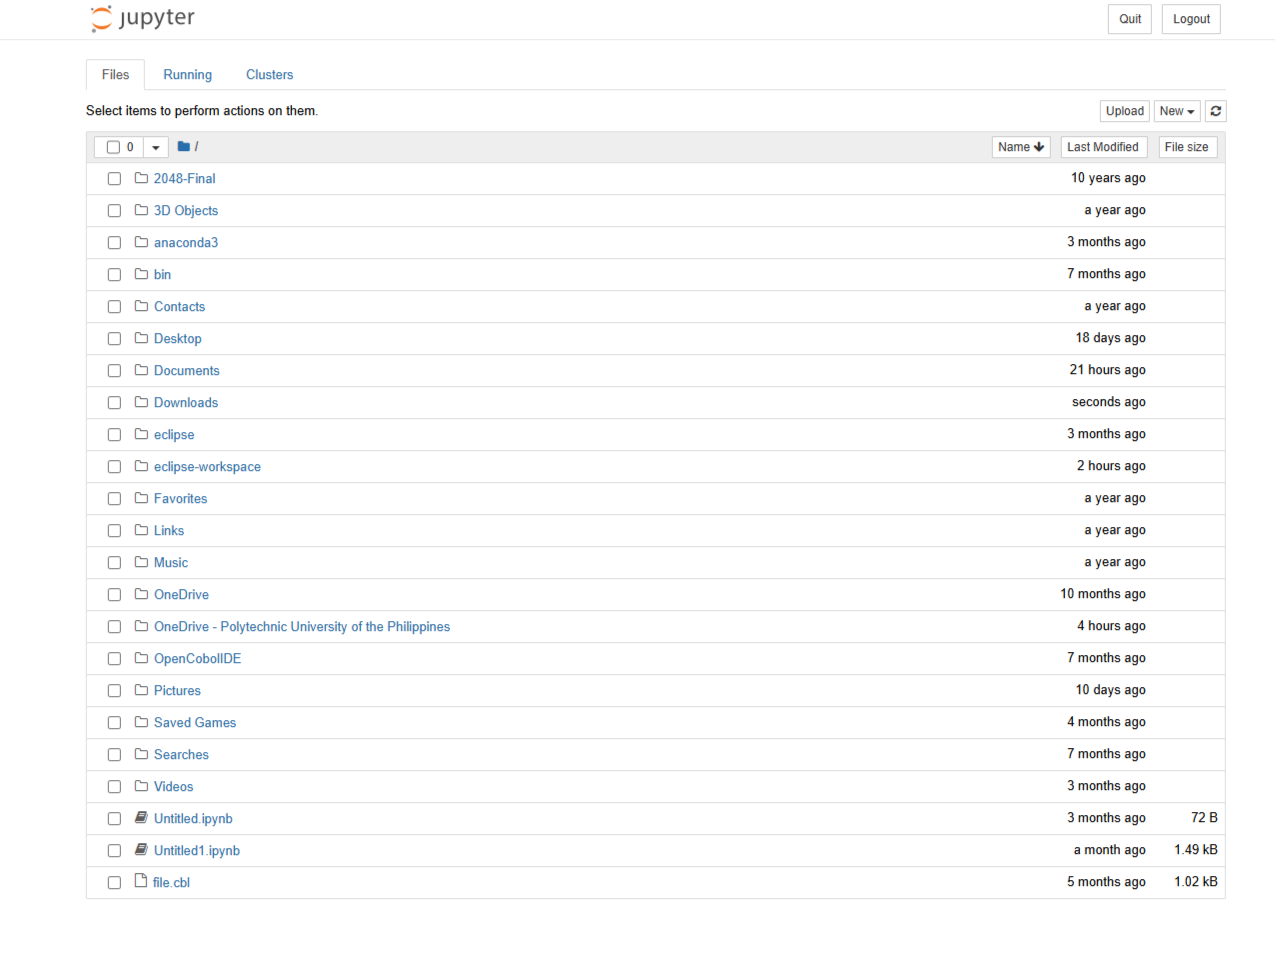 jupyter Quit Logout
Files Running Clusters
Select items to perform actions on them. Upload New
0 / Name Last Modified File size
2048-Final 10 years ago
3D Objects a year ago
anaconda3 3 months ago
bin 7 months ago
Contacts a year ago
Desktop 18 days ago
Documents 21 hours ago
Downloads seconds ago
eclipse 3 months ago
eclipse-workspace 2 hours ago
Favorites a year ago
Links a year ago
Music a year ago
OneDrive 10 months ago
OneDrive - Polytechnic University of the Philippines 4 hours ago
OpenCobolIDE 7 months ago
Pictures 10 days ago
Saved Games 4 months ago
Searches 7 months ago
Videos 3 months ago
Untitled.ipynb 3 months ago 72 B
Untitled1.ipynb a month ago 1.49 kB
file.cbl 5 months ago 1.02 kB